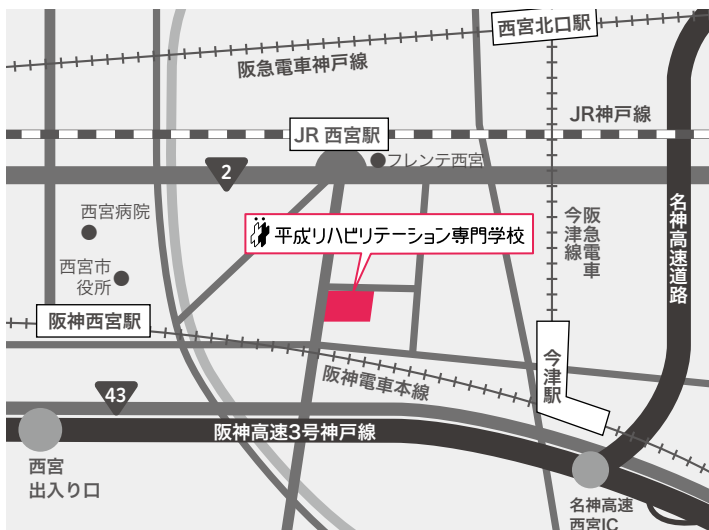 西宮北口駅
阪急電車神戸線
JR神戸線
JR 西宮駅
フレンテ西宮
2
西宮病院
平成リハビリテーション専門学校
阪急電車
今津線
名神高速道路
西宮市
役所
阪神西宮駅
今津駅
阪神電車本線
43
阪神高速3号神戸線
西宮
出入り口
名神高速
西宮IC